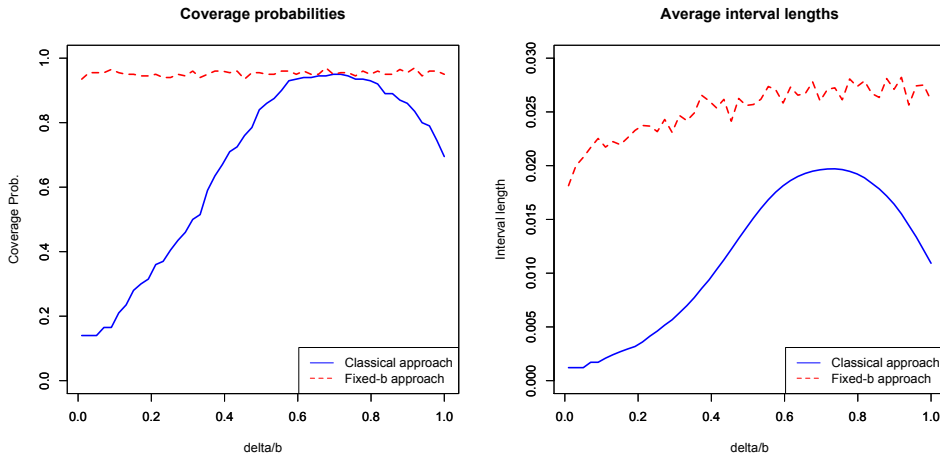 Coverage probabilities
Coverage Prob.
1.0
0.8
0.6
0.4
0.2
0.0
0.0 0.2 0.4 0.6 0.8 1.0
delta/b
Classical approach
Fixed-b approach
Average interval lengths
Interval length
0.030
0.025
0.020
0.015
0.010
0.005
0.000
0.0 0.2 0.4 0.6 0.8 1.0
delta/b
Classical approach
Fixed-b approach